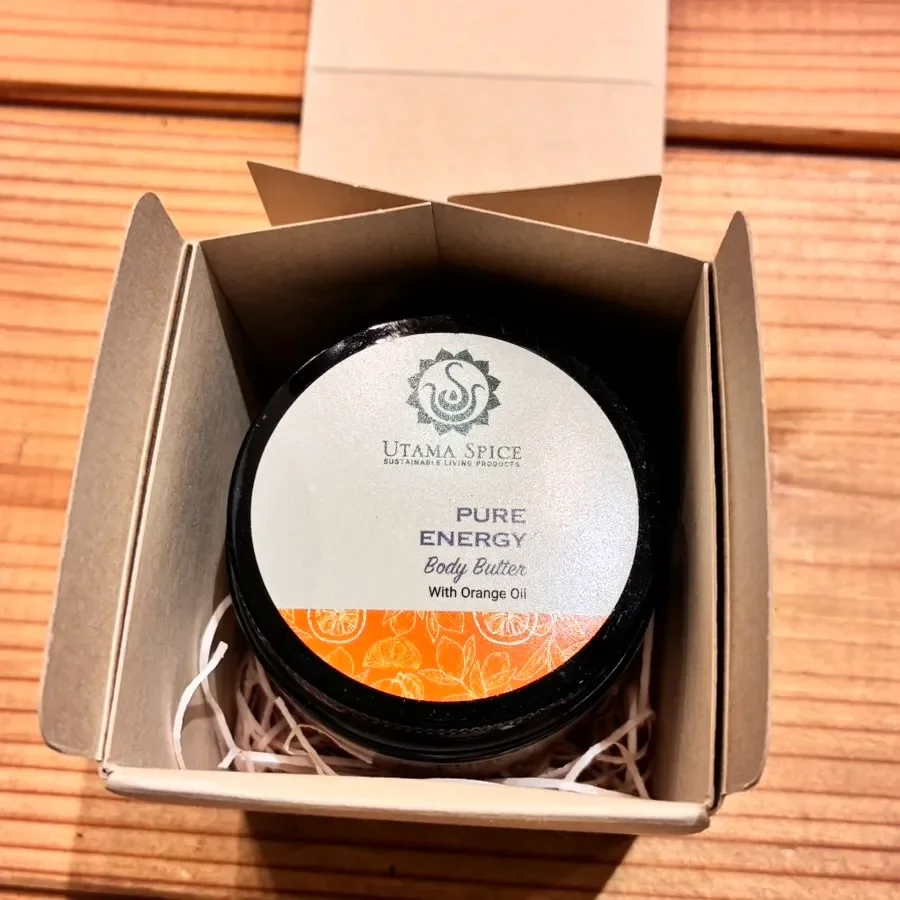 UTAMA SPICE
SUSTAINABLE LIVING PRODUCTS
PURE
ENERGY
Body Butter
With Orange Oil